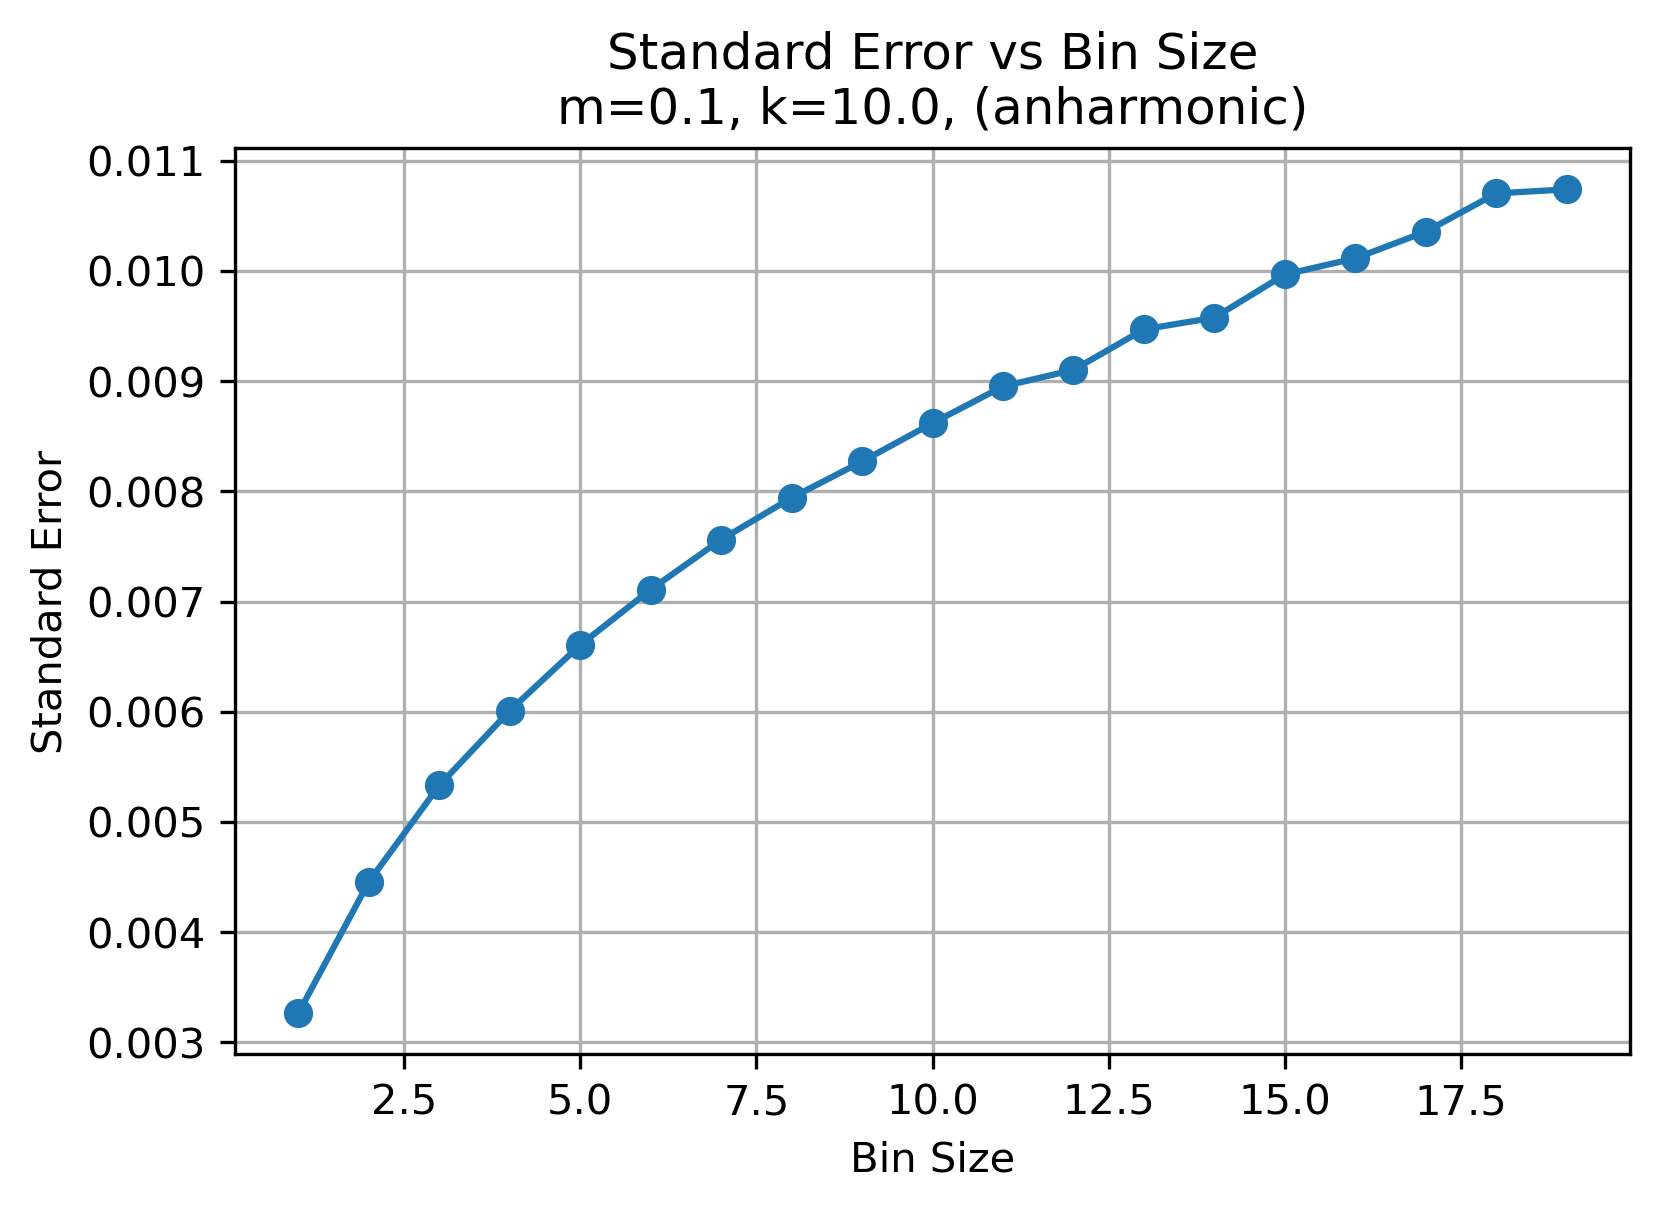 Standard Error vs Bin Size
m=0.1, k=10.0, (anharmonic)
0.011
0.010
0.009
0.008
0.007
0.006
0.005
0.004
0.003
Standard Error
2.5 5.0 7.5 10.0 12.5 15.0 17.5
Bin Size